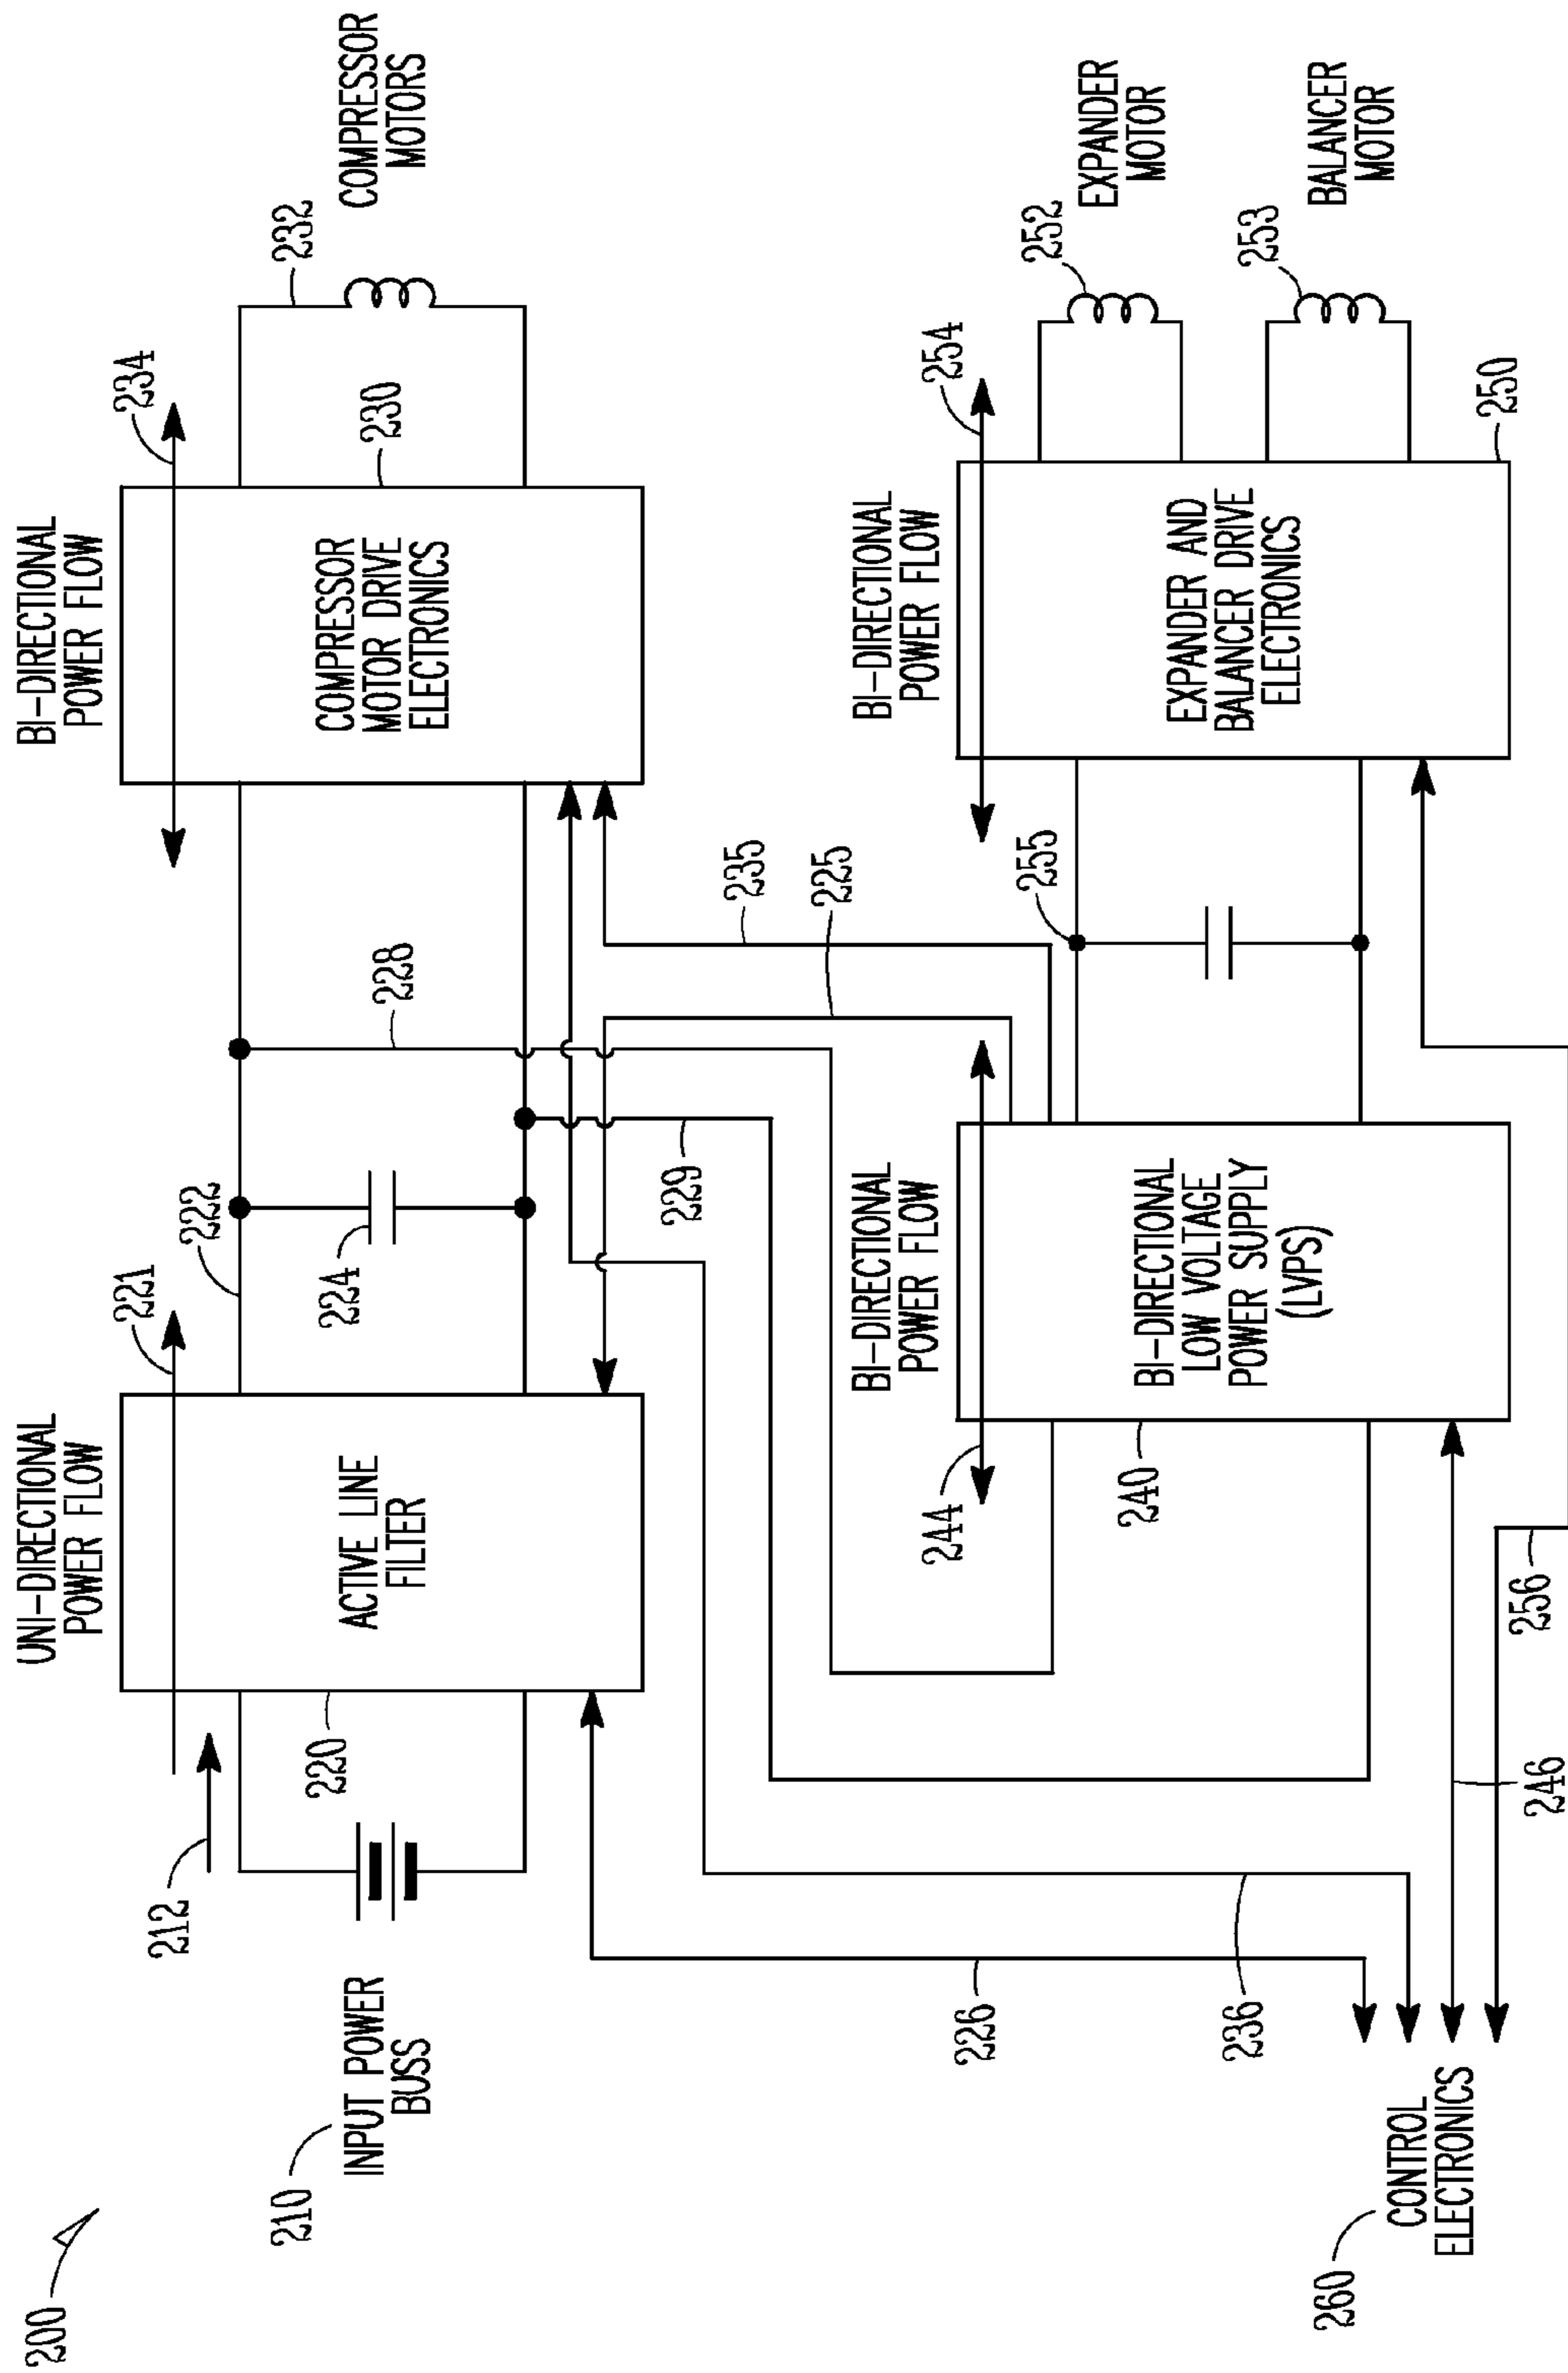 200
210
INPUT POWER
BUSS
212
UNI-DIRECTIONAL
POWER FLOW
221
222
220
ACTIVE LINE
FILTER
224
228
229
BI-DIRECTIONAL
POWER FLOW
234
230
COMPRESSOR
MOTOR DRIVE
ELECTRONICS
232
COMPRESSOR
MOTORS
235
225
226
236
BI-DIRECTIONAL
POWER FLOW
244
240
BI-DIRECTIONAL
LOW VOLTAGE
POWER SUPPLY
(LVPS)
255
BI-DIRECTIONAL
POWER FLOW
254
EXPANDER AND
BALANCER DRIVE
ELECTRONICS
250
252
EXPANDER
MOTOR
253
BALANCER
MOTOR
260
CONTROL
ELECTRONICS
246
256